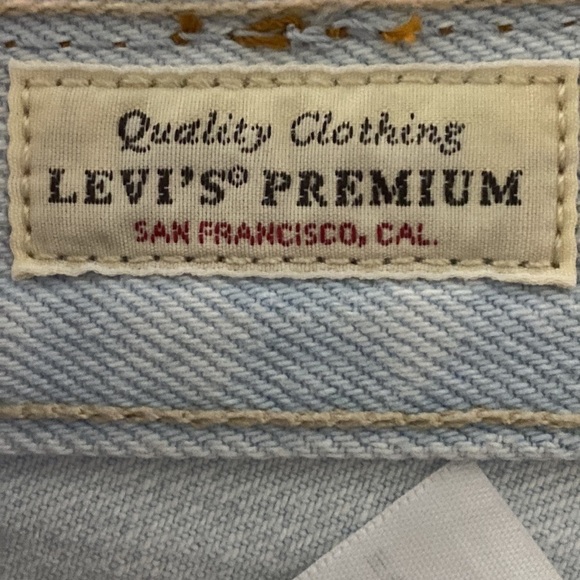 Quality Clothing
LEVI'S® PREMIUM
SAN FRANCISCO, CAL.